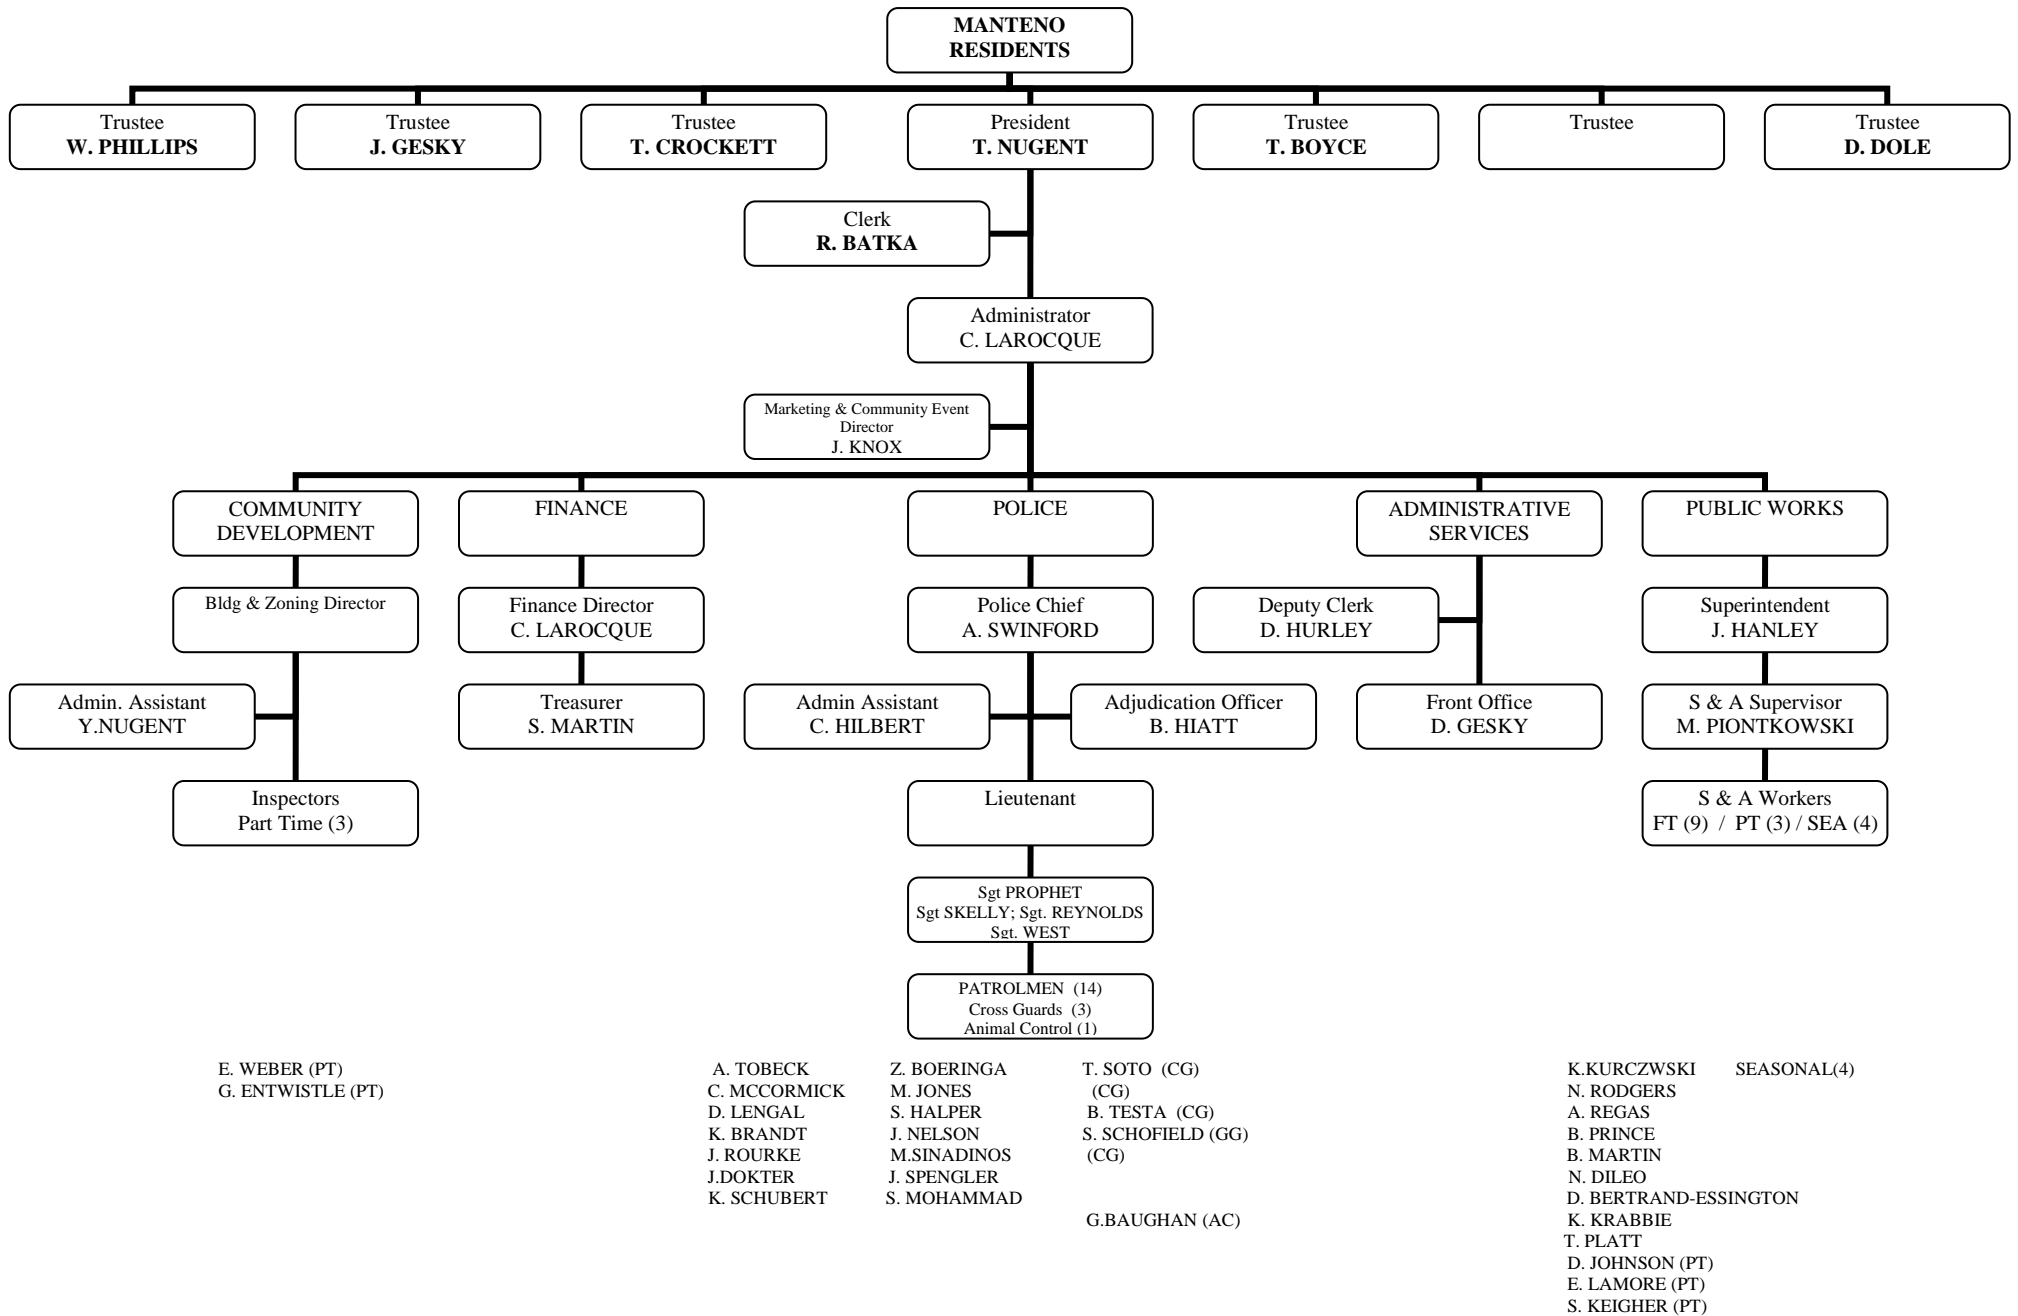 MANTENO
RESIDENTS
Trustee
W. PHILLIPS
Trustee
J. GESKY
Trustee
T. CROCKETT
President
T. NUGENT
Trustee
T. BOYCE
Trustee
Trustee
D. DOLE
Clerk
R. BATKA
Administrator
C. LAROCQUE
Marketing & Community Event
Director
J. KNOX
COMMUNITY
DEVELOPMENT
FINANCE
POLICE
ADMINISTRATIVE
SERVICES
PUBLIC WORKS
Bldg & Zoning Director
Finance Director
C. LAROCQUE
Police Chief
A. SWINFORD
Deputy Clerk
D. HURLEY
Superintendent
J. HANLEY
Admin. Assistant
Y.NUGENT
Treasurer
S. MARTIN
Admin Assistant
C. HILBERT
Adjudication Officer
B. HIATT
Front Office
D. GESKY
S & A Supervisor
M. PIONTKOWSKI
Inspectors
Part Time (3)
Lieutenant
S & A Workers
FT (9) / PT (3) / SEA (4)
Sgt PROPHET
Sgt SKELLY; Sgt. REYNOLDS
Sgt. WEST
PATROLMEN (14)
Cross Guards (3)
Animal Control (1)
E. WEBER (PT)
G. ENTWISTLE (PT)
A. TOBECK
C. MCCORMICK
D. LENGAL
K. BRANDT
J. ROURKE
J.DOKTER
K. SCHUBERT
Z. BOERINGA
M. JONES
S. HALPER
J. NELSON
M.SINADINOS
J. SPENGLER
S. MOHAMMAD
T. SOTO (CG)
(CG)
B. TESTA (CG)
S. SCHOFIELD (GG)
(CG)
G.BAUGHAN (AC)
K.KURCZWSKI SEASONAL(4)
N. RODGERS
A. REGAS
B. PRINCE
B. MARTIN
N. DILEO
D. BERTRAND-ESSINGTON
K. KRABBIE
T. PLATT
D. JOHNSON (PT)
E. LAMORE (PT)
S. KEIGHER (PT)